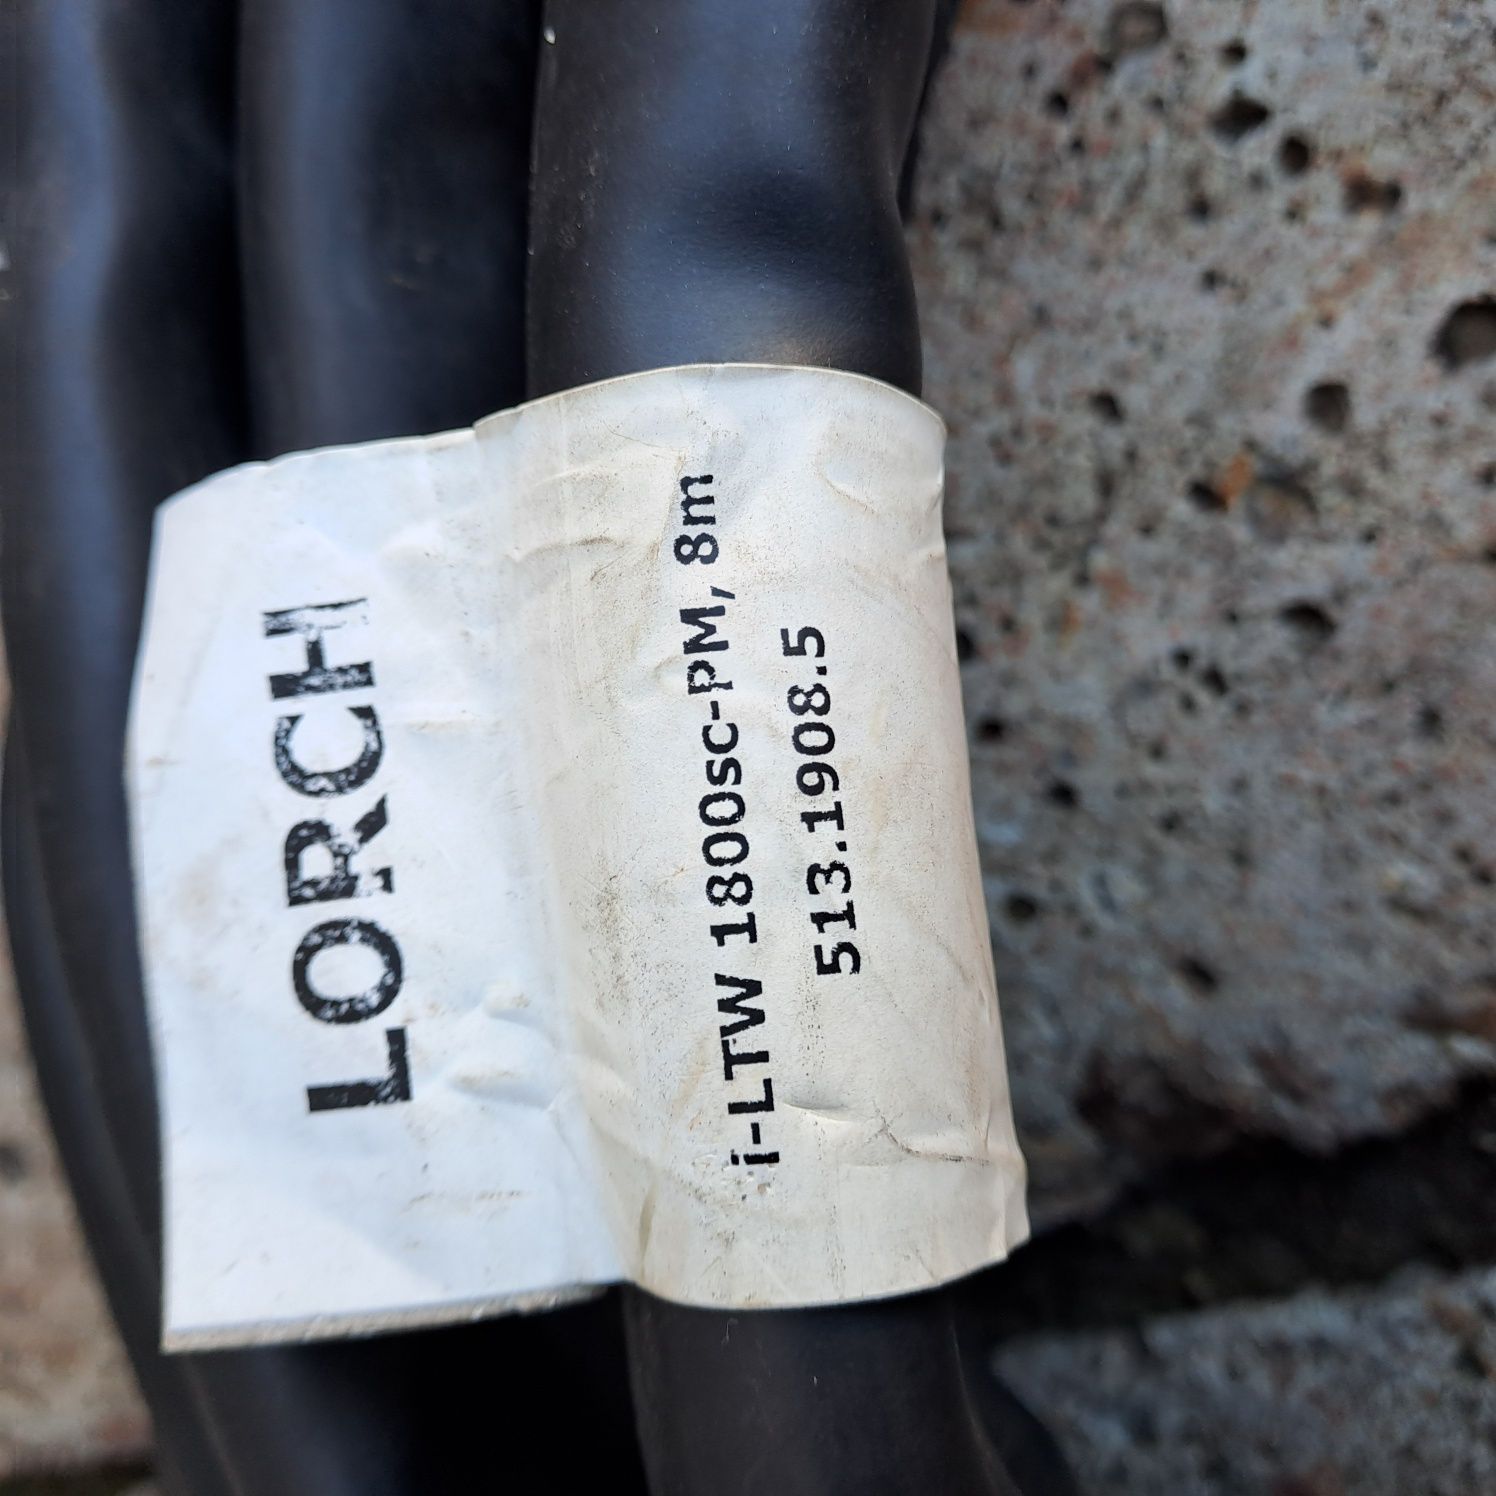 LORCH
i-LTW 1800sc-PM, 8m
513.1908.5